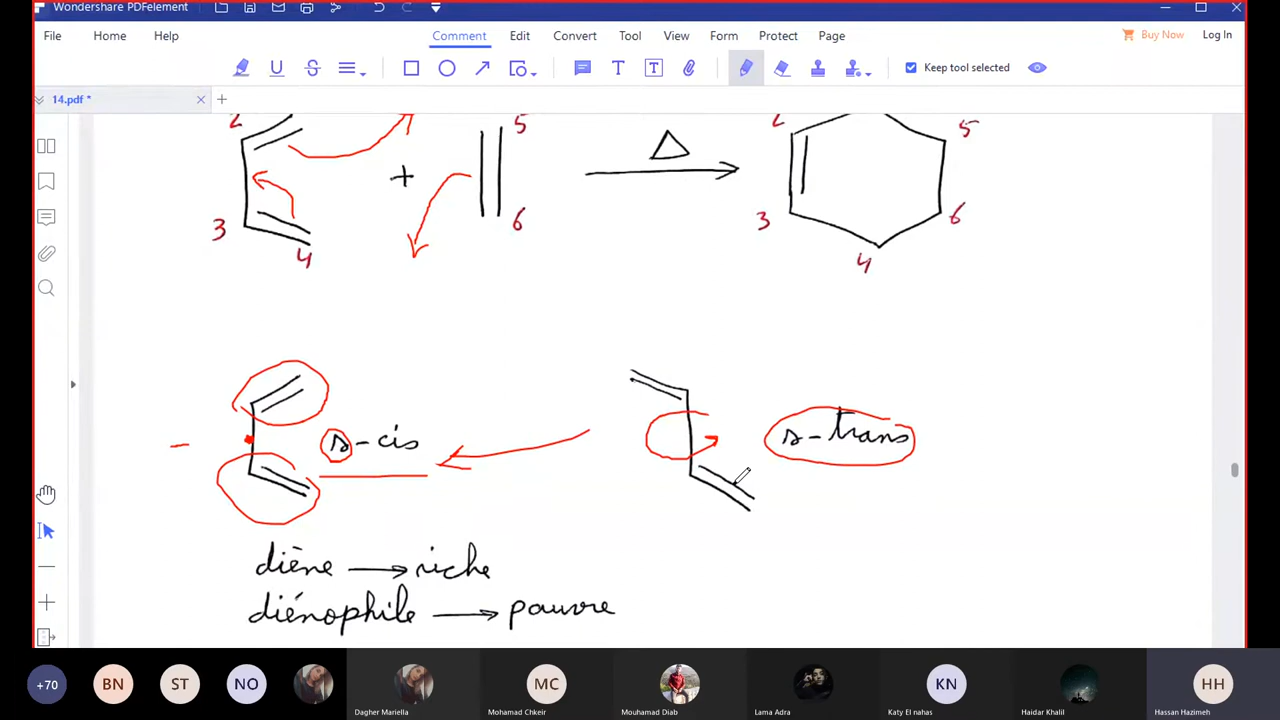 Wondershare PDFelement
File Home Help Comment Edit Convert Tool View Form Protect Page Buy Now Log In
Keep tool selected
14.pdf *
2 5 2 5
+ Δ
3 6 3 6
4 4
s-cis s-trans
diène → riche
diénophile → pauvre
+70 BN ST NO MC KN HH
Dagher Mariella Mohamad Chkeir Mouhamad Diab Lama Adra Katy El nahas Haidar Khalil Hassan Hazimeh